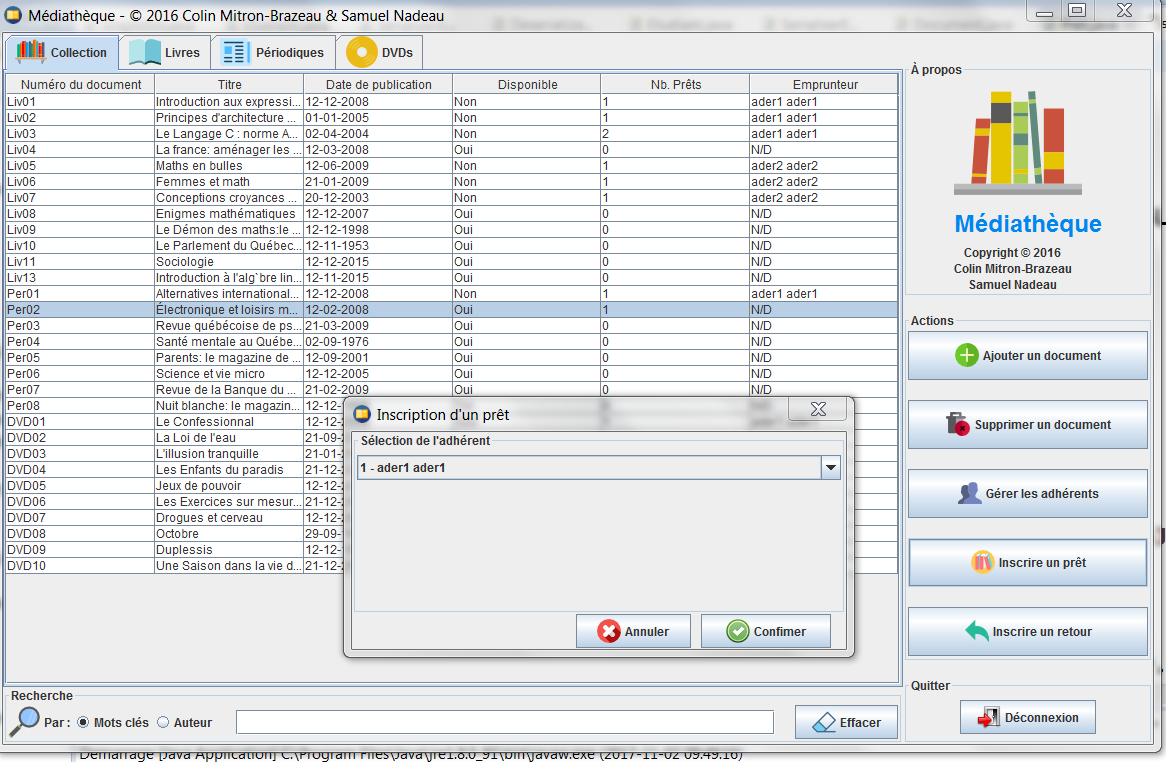 Médiathèque - © 2016 Colin Mitron-Brazeau & Samuel Nadeau
Collection Livres Périodiques DVDs
Numéro du document Titre Date de publication Disponible Nb. Prêts Emprunteur
Liv01 Introduction aux expressi... 12-12-2008 Non 1 ader1 ader1
Liv02 Principes d'architecture ... 01-01-2005 Non 1 ader1 ader1
Liv03 Le Langage C : norme A... 02-04-2004 Non 2 ader1 ader1
Liv04 La france: aménager les ... 12-03-2008 Oui 0 N/D
Liv05 Maths en bulles 12-06-2009 Non 1 ader2 ader2
Liv06 Femmes et math 21-01-2009 Non 1 ader2 ader2
Liv07 Conceptions croyances ... 20-12-2003 Non 1 ader2 ader2
Liv08 Enigmes mathématiques 12-12-2007 Oui 0 N/D
Liv09 Le Démon des maths:le ... 12-12-1998 Oui 0 N/D
Liv10 Le Parlement du Québec... 12-11-1953 Oui 0 N/D
Liv11 Sociologie 12-12-2015 Oui 0 N/D
Liv13 Introduction à l'alg`bre lin... 12-11-2015 Oui 0 N/D
Per01 Alternatives international... 12-12-2008 Non 1 ader1 ader1
Per02 Électronique et loisirs m... 12-02-2008 Oui 1 N/D
Per03 Revue québécoise de ps... 21-03-2009 Oui 0 N/D
Per04 Santé mentale au Québe... 02-09-1976 Oui 0 N/D
Per05 Parents: le magazine de ... 12-09-2001 Oui 0 N/D
Per06 Science et vie micro 12-12-2005 Oui 0 N/D
Per07 Revue de la Banque du ... 21-02-2009 Oui 0 N/D
Per08 Nuit blanche: le magazin... 12-12-
DVD01 Le Confessionnal 12-12-
DVD02 La Loi de l'eau 21-09-
DVD03 L'illusion tranquille 21-01-
DVD04 Les Enfants du paradis 21-12-
DVD05 Jeux de pouvoir 12-12-
DVD06 Les Exercices sur mesur... 21-12-
DVD07 Drogues et cerveau 12-12-
DVD08 Octobre 29-09-
DVD09 Duplessis 12-12-
DVD10 Une Saison dans la vie d... 21-12-
Inscription d'un prêt
Sélection de l'adhérent
1 - ader1 ader1
Annuler Confimer
Recherche
Par : Mots clés Auteur Effacer
À propos
Médiathèque
Copyright © 2016
Colin Mitron-Brazeau
Samuel Nadeau
Actions
Ajouter un document
Supprimer un document
Gérer les adhérents
Inscrire un prêt
Inscrire un retour
Quitter
Déconnexion
Demarrage [Java Application] C:\Program Files\Java\jre1.8.0_91\bin\javaw.exe (2017-11-02 09:49:16)